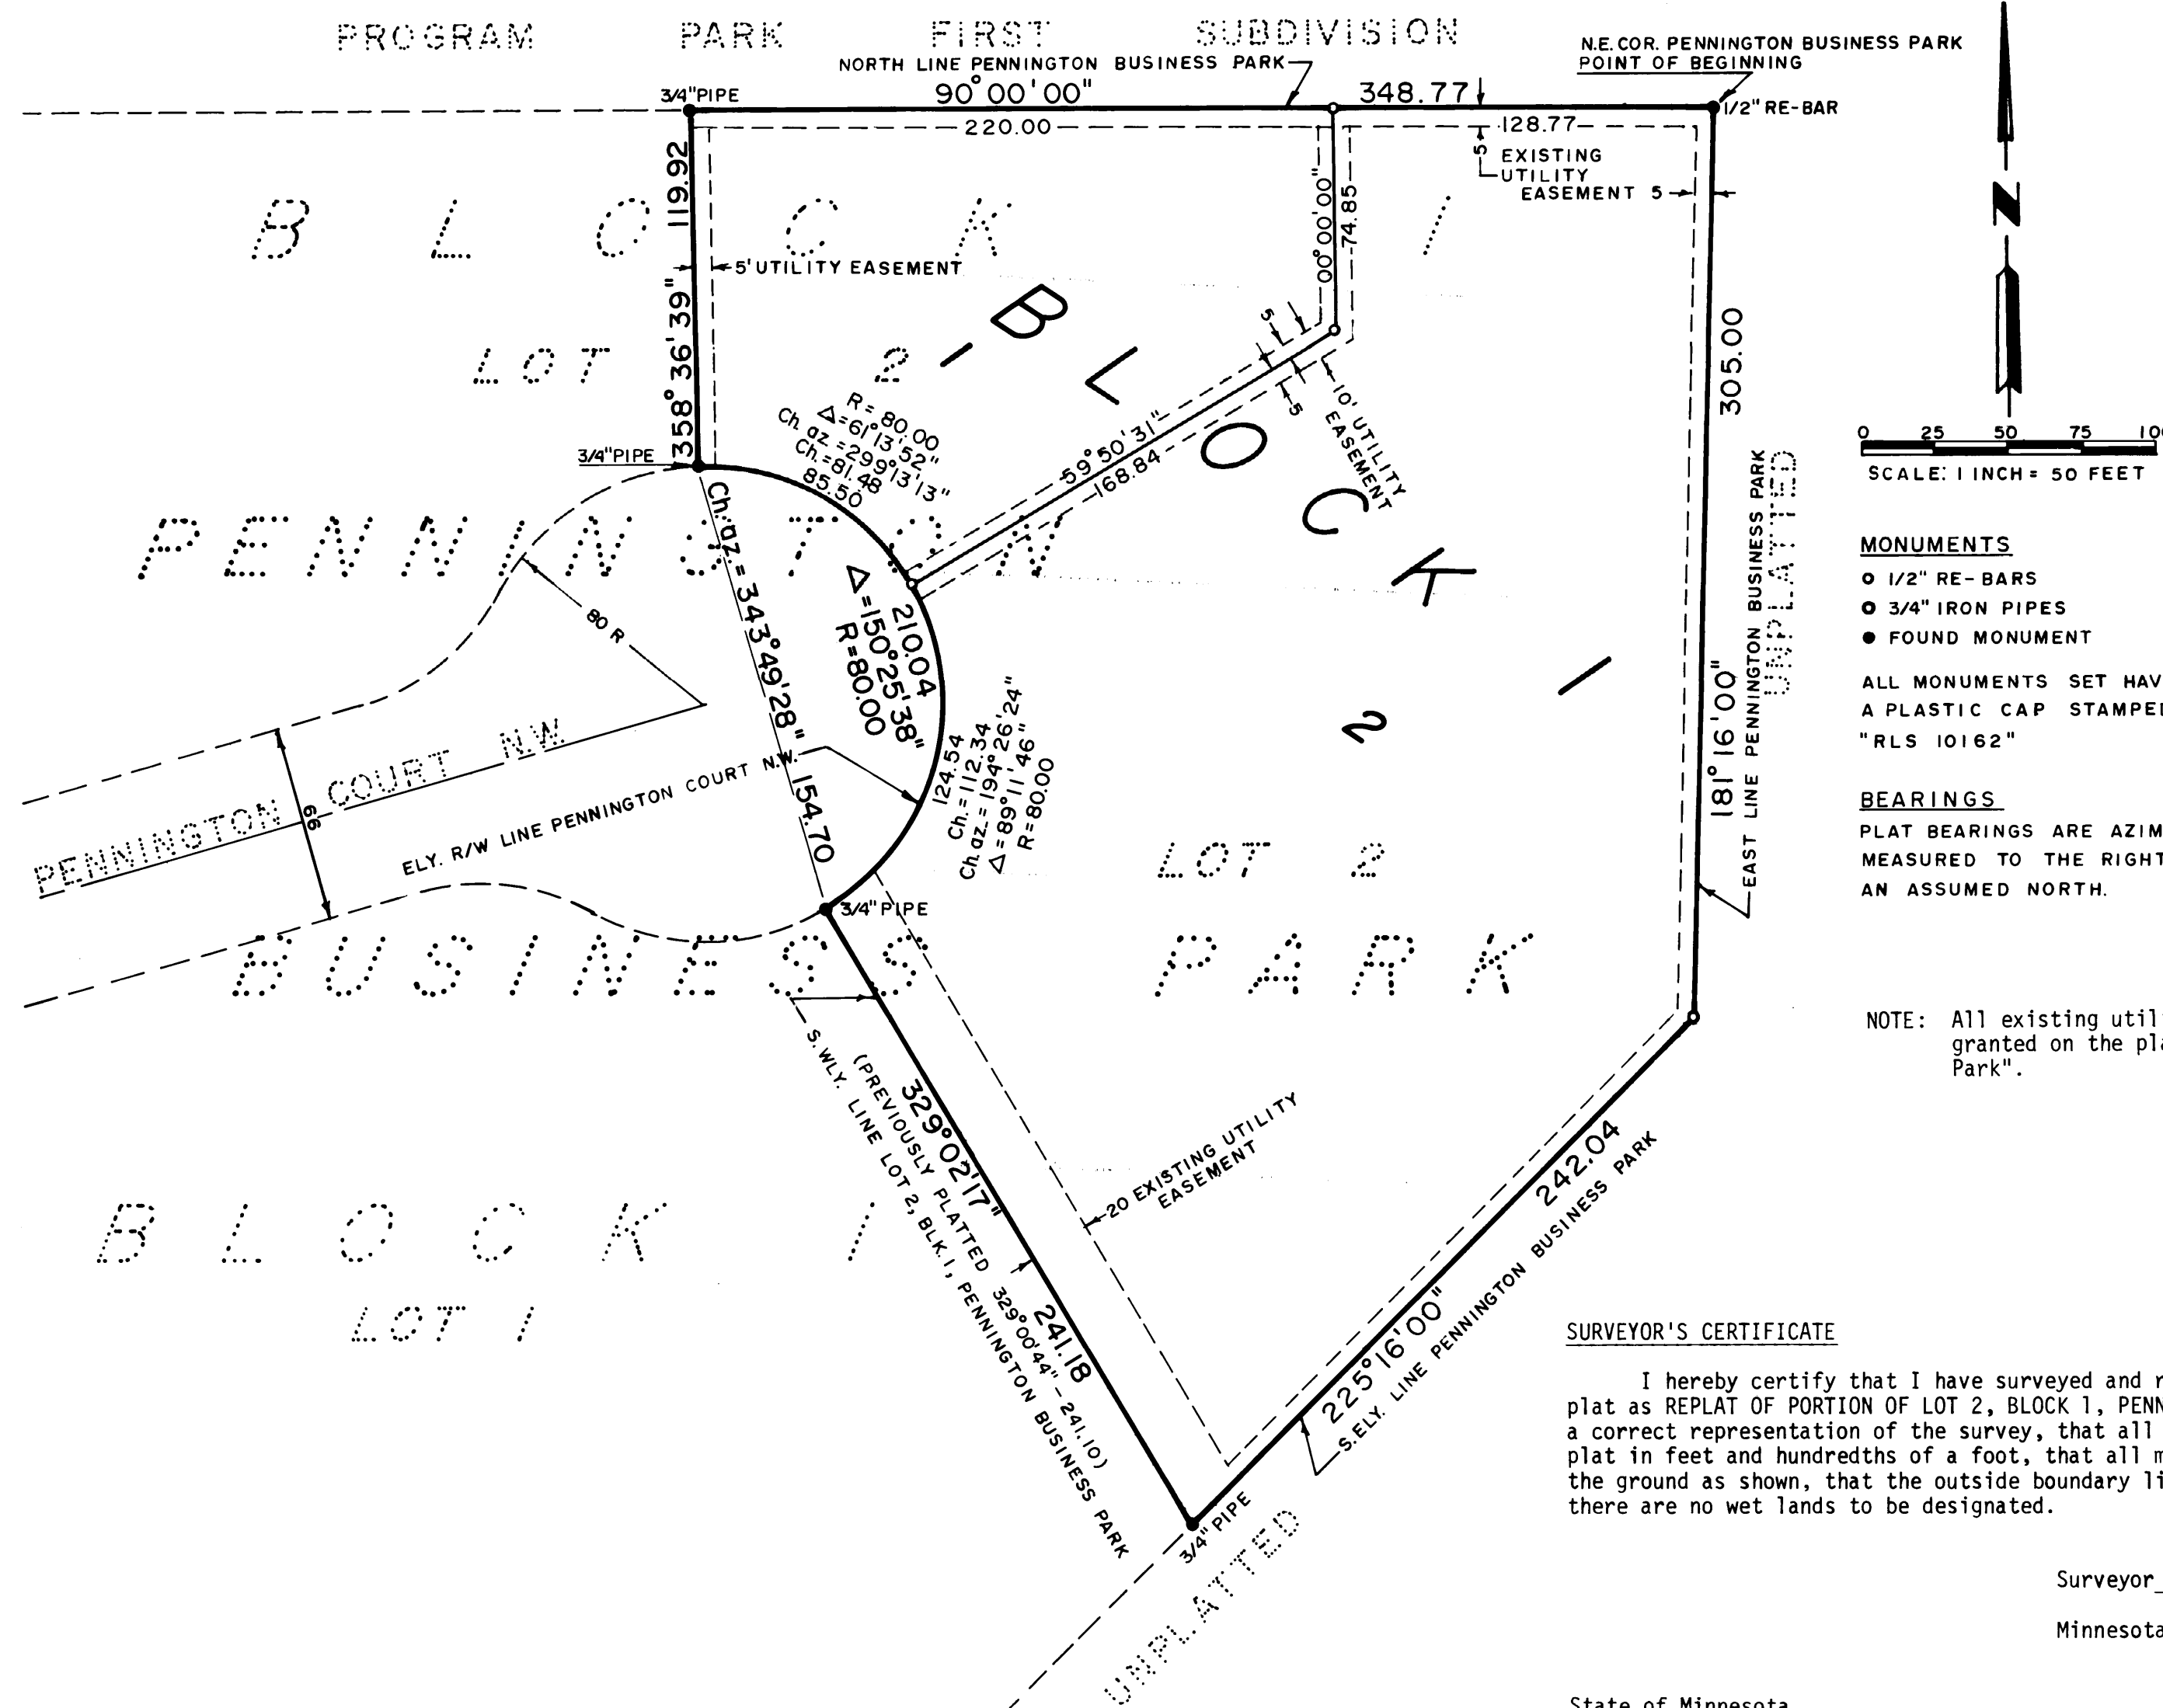 PROGRAM PARK FIRST SUBDIVISION
N.E. COR. PENNINGTON BUSINESS PARK
POINT OF BEGINNING
NORTH LINE PENNINGTON BUSINESS PARK
3/4" PIPE
90°00'00"
348.77
1/2" RE-BAR
220.00
128.77
5
EXISTING
UTILITY
EASEMENT 5
119.92
358°36'39"
00°00'00"
74.85
BLOCK 1
5' UTILITY EASEMENT
N
LOT 2
BLOCK 1
5
5
10' UTILITY
EASEMENT
305.00
R=80.00
Δ=61°13'52"
Ch. az.=299°13'13"
Ch.=81.48
85.50
59°50'31"
168.84
0 25 50 75 100
SCALE: 1 INCH = 50 FEET
3/4" PIPE
PENNINGTON
UNPLATTED
MONUMENTS
1/2" RE-BARS
3/4" IRON PIPES
FOUND MONUMENT
80 R
Ch. az.=343°49'28"
154.70
210.04
Δ=150°25'38"
R=80.00
2
1
181°16'00"
EAST LINE PENNINGTON BUSINESS PARK
ALL MONUMENTS SET HAV
A PLASTIC CAP STAMPED
"RLS 10162"
124.54
Ch.=112.34
Ch. az.=194°26'24"
Δ=89°11'46"
R=80.00
PENNINGTON COURT N.W.
66
ELY. R/W LINE PENNINGTON COURT N.W.
BEARINGS
PLAT BEARINGS ARE AZIM
MEASURED TO THE RIGHT
AN ASSUMED NORTH.
LOT 2
3/4" PIPE
BUSINESS PARK
NOTE: All existing util
granted on the pla
Park".
S. WLY. LINE LOT 2, BLK. 1, PENNINGTON BUSINESS PARK
(PREVIOUSLY PLATTED 329°00'44" - 241.10)
329°02'17"
241.18
20 EXISTING UTILITY
EASEMENT
242.04
225°16'00"
S.ELY. LINE PENNINGTON BUSINESS PARK
BLOCK 1
LOT 1
3/4" PIPE
UNPLATTED
SURVEYOR'S CERTIFICATE
I hereby certify that I have surveyed and
plat as REPLAT OF PORTION OF LOT 2, BLOCK 1, PENN
a correct representation of the survey, that all
plat in feet and hundredths of a foot, that all m
the ground as shown, that the outside boundary li
there are no wet lands to be designated.
Surveyor
Minnesota
State of Minnesota